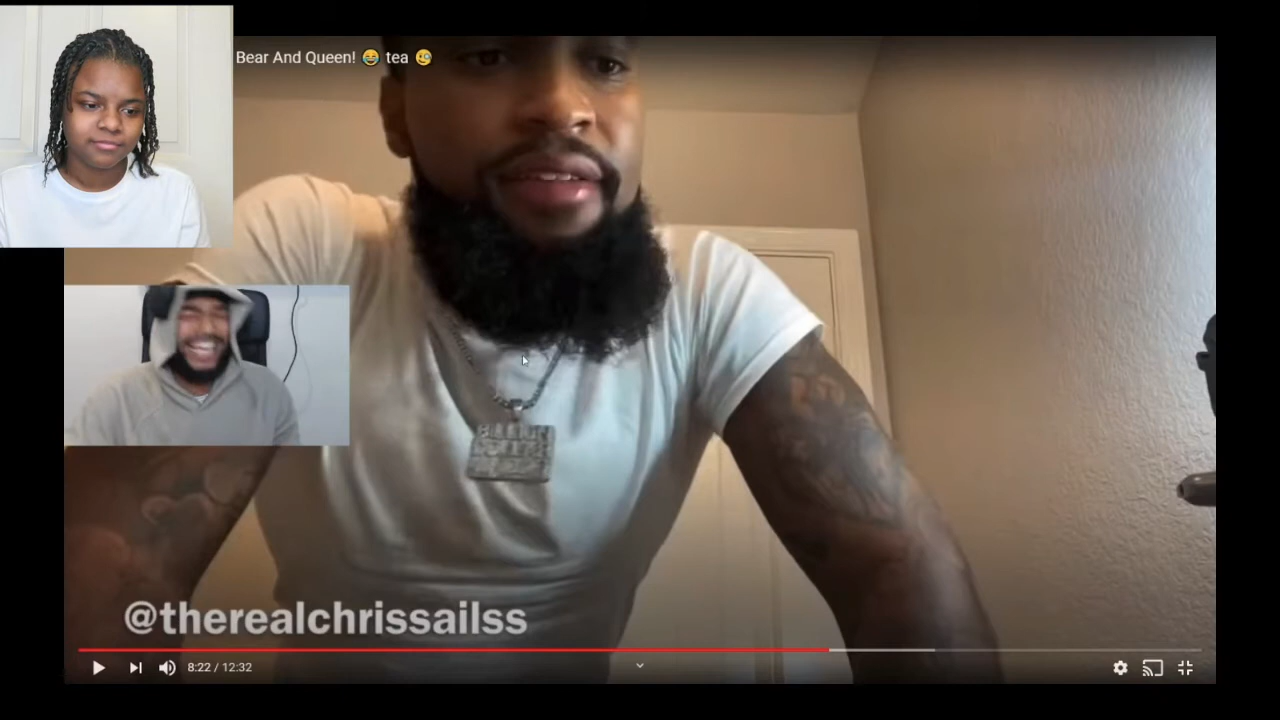 Bear And Queen! 😂 tea 🧐
@therealchrissailss
8:22 / 12:32